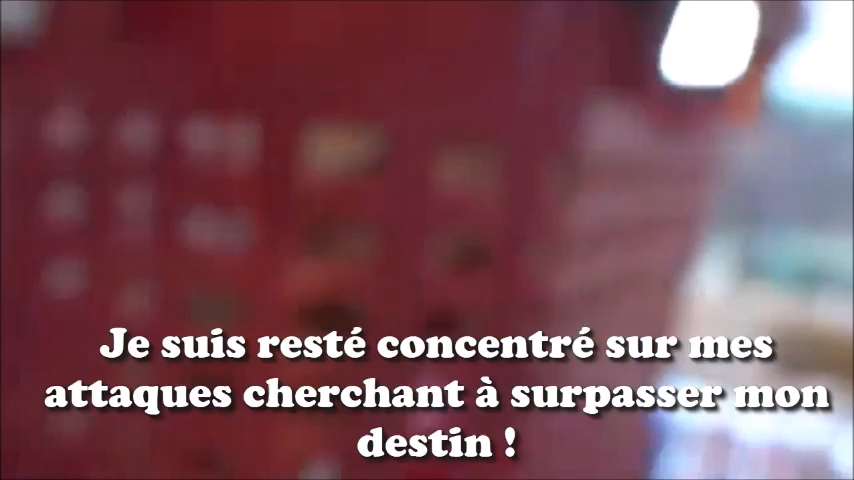 Je suis resté concentré sur mes
attaques cherchant à surpasser mon
destin !